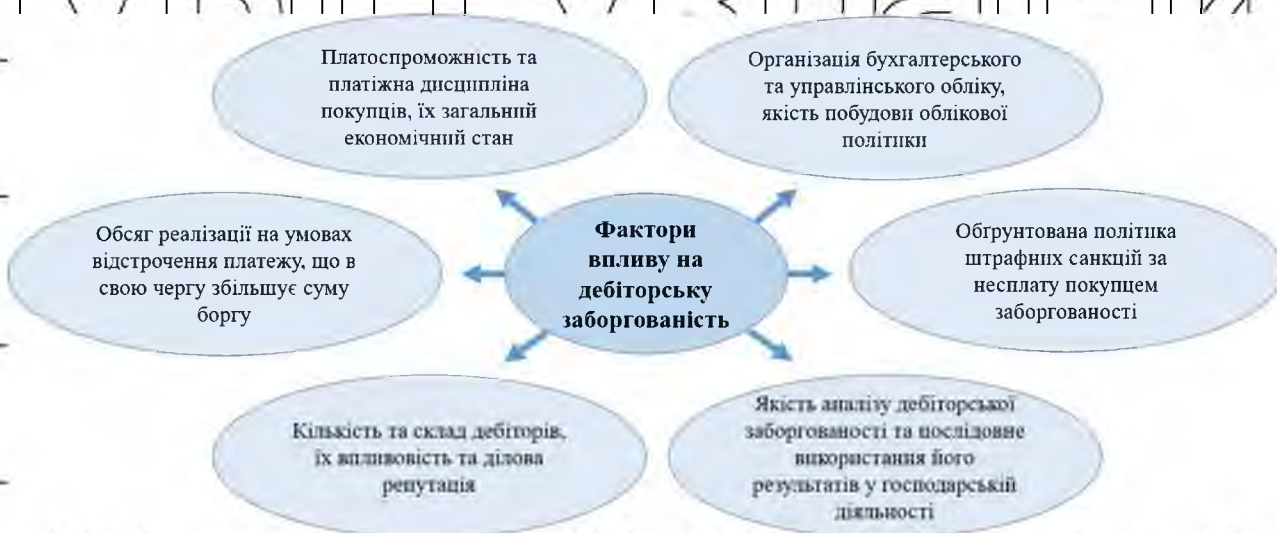 Платоспроможність та
платіжна дисципліна
покупців, їх загальний
економічний стан
Організація бухгалтерського
та управлінського обліку,
якість побудови облікової
політики
Обсяг реалізації на умовах
відстрочення платежу, що в
свою чергу збільшує суму
боргу
Фактори
впливу на
дебіторську
заборгованість
Обґрунтована політика
штрафних санкцій за
несплату покупцем
заборгованості
Кількість та склад дебіторів,
їх впливовість та ділова
репутація
Якість аналізу дебіторської
заборгованості та послідовне
використання його
результатів у господарській
діяльності